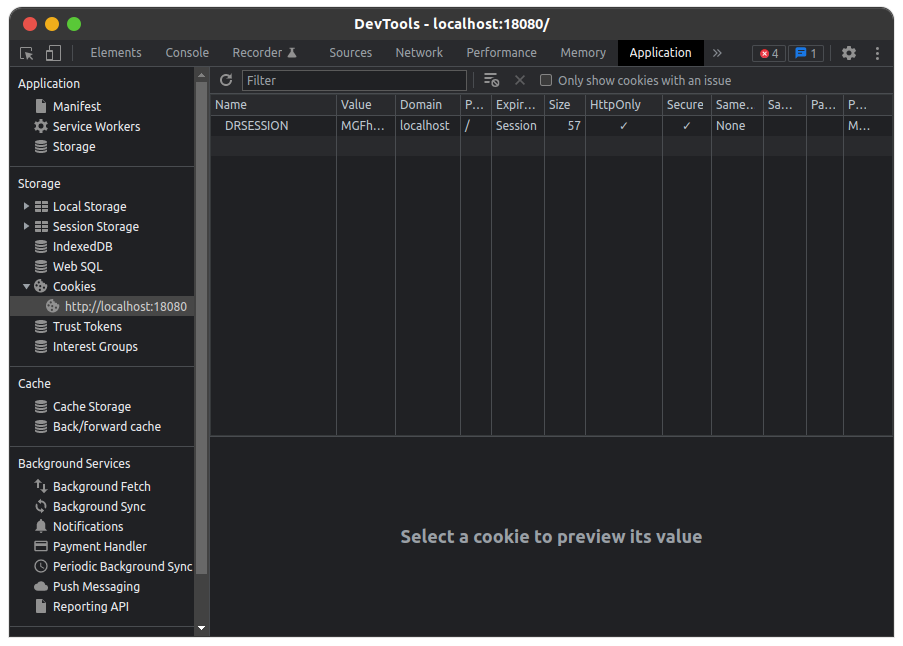 DevTools - localhost:18080/
Elements Console Recorder Sources Network Performance Memory Application » 4 1
Filter Only show cookies with an issue
Name Value Domain P... Expir... Size HttpOnly Secure Same... Sa... Pa... P...
DRSESSION MGFh... localhost / Session 57 ✓ ✓ None M...
Application
Manifest
Service Workers
Storage
Storage
Local Storage
Session Storage
IndexedDB
Web SQL
Cookies
http://localhost:18080
Trust Tokens
Interest Groups
Cache
Cache Storage
Back/forward cache
Background Services
Background Fetch
Background Sync
Notifications
Payment Handler
Periodic Background Sync
Push Messaging
Reporting API
Select a cookie to preview its value